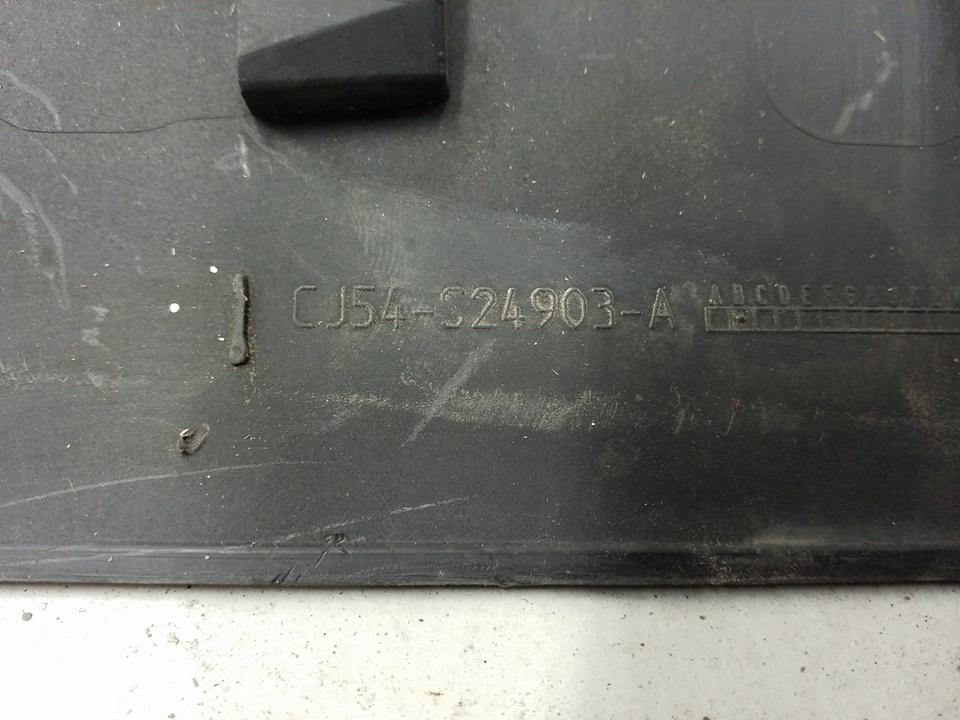 CJ54-S24903-A
A B C D E F G